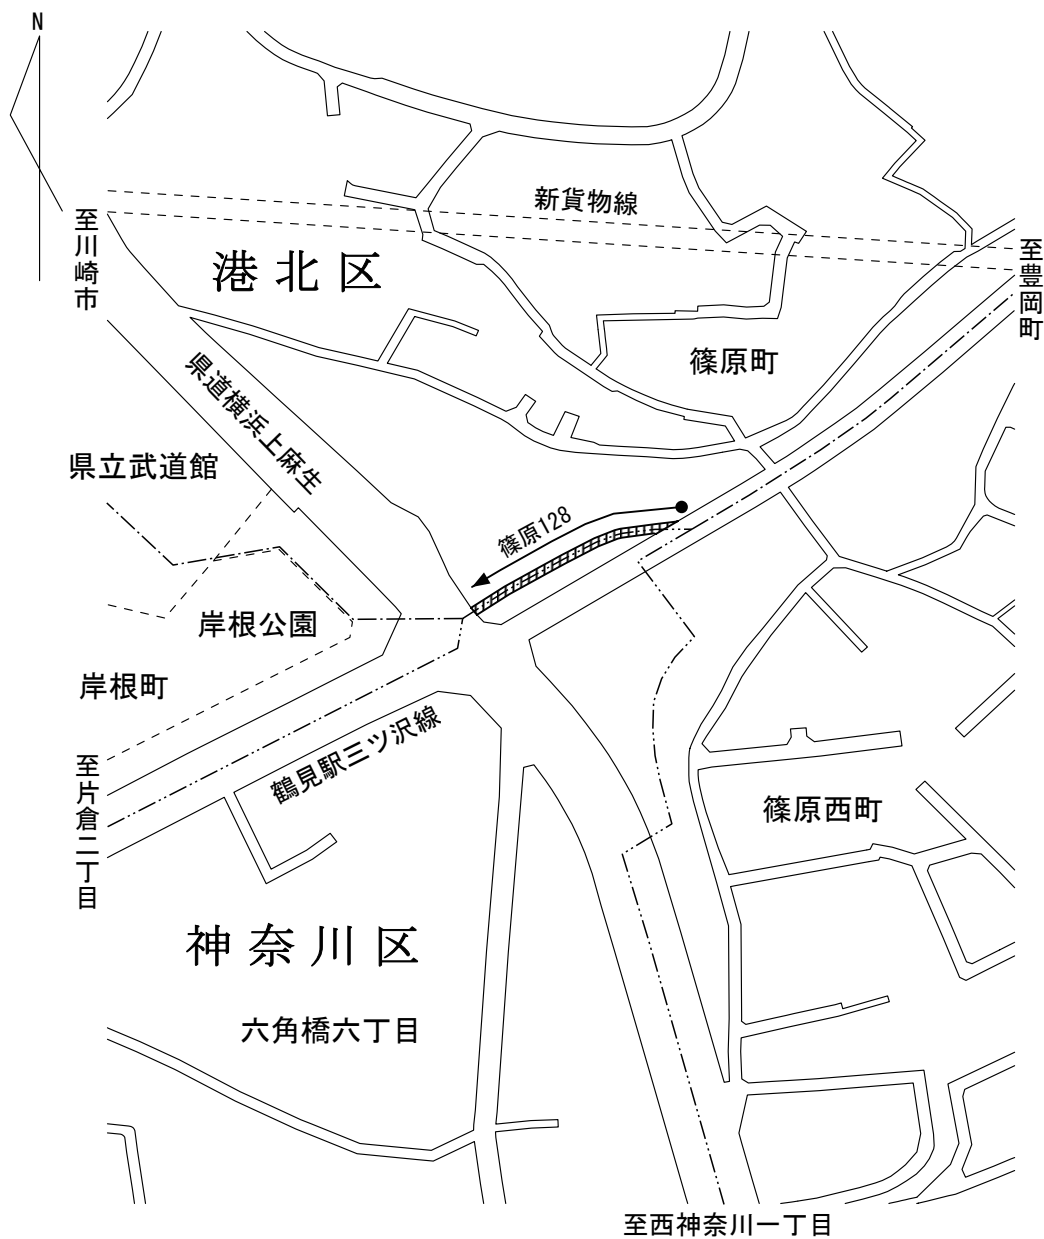 N
新貨物線
至川崎市
港北区
至豊岡町
篠原町
県道横浜上麻生
県立武道館
篠原128
岸根公園
岸根町
鶴見駅三ツ沢線
至片倉二丁目
篠原西町
神奈川区
六角橋六丁目
至西神奈川一丁目